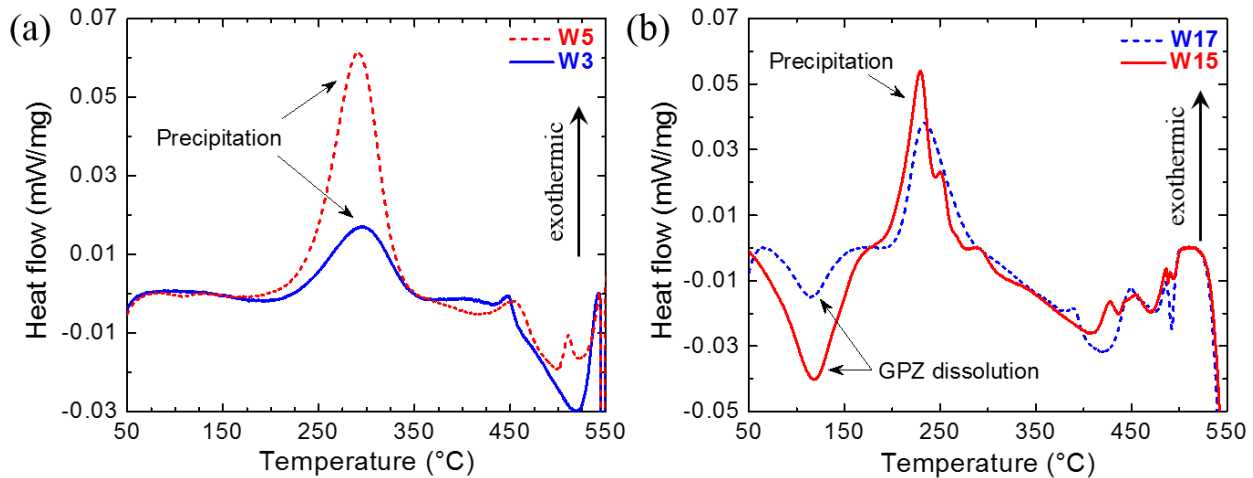 (a)
Heat flow (mW/mg)
0.07
0.05
0.03
0.01
-0.01
-0.03
W5
W3
Precipitation
exothermic
50 150 250 350 450 550
Temperature (°C)
(b)
Heat flow (mW/mg)
0.07
0.05
0.03
0.01
-0.01
-0.03
-0.05
W17
W15
Precipitation
exothermic
GPZ dissolution
50 150 250 350 450 550
Temperature (°C)